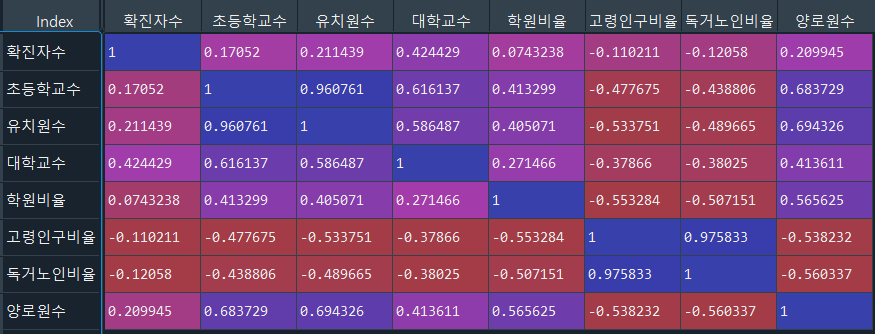 Index 확진자수 초등학교수 유치원수 대학교수 학원비율 고령인구비율 독거노인비율 양로원수
확진자수 1 0.17052 0.211439 0.424429 0.0743238 -0.110211 -0.12058 0.209945
초등학교수 0.17052 1 0.960761 0.616137 0.413299 -0.477675 -0.438806 0.683729
유치원수 0.211439 0.960761 1 0.586487 0.405071 -0.533751 -0.489665 0.694326
대학교수 0.424429 0.616137 0.586487 1 0.271466 -0.37866 -0.38025 0.413611
학원비율 0.0743238 0.413299 0.405071 0.271466 1 -0.553284 -0.507151 0.565625
고령인구비율 -0.110211 -0.477675 -0.533751 -0.37866 -0.553284 1 0.975833 -0.538232
독거노인비율 -0.12058 -0.438806 -0.489665 -0.38025 -0.507151 0.975833 1 -0.560337
양로원수 0.209945 0.683729 0.694326 0.413611 0.565625 -0.538232 -0.560337 1